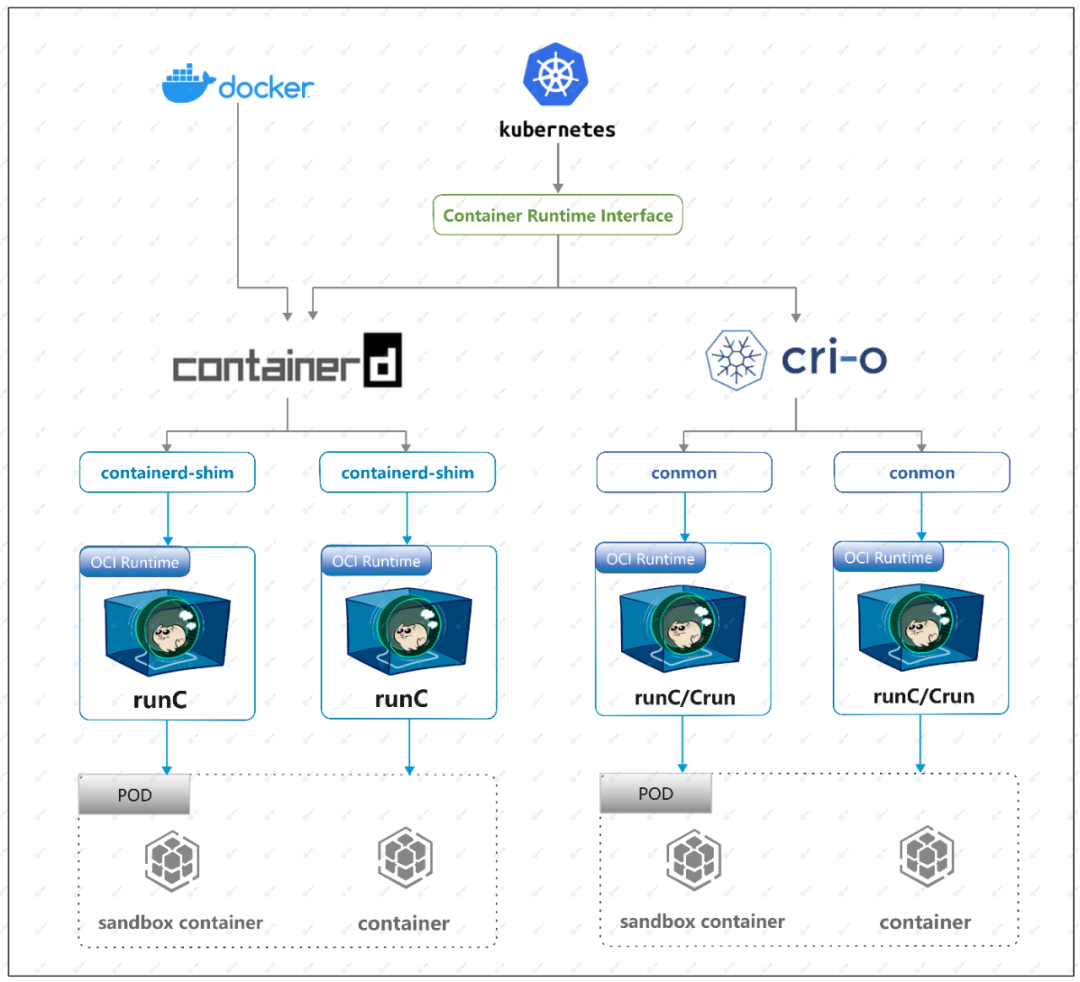 docker
kubernetes
Container Runtime Interface
containerd
cri-o
containerd-shim
containerd-shim
conmon
conmon
OCI Runtime
OCI Runtime
OCI Runtime
OCI Runtime
runC
runC
runC/Crun
runC/Crun
POD
POD
sandbox container
container
sandbox container
container